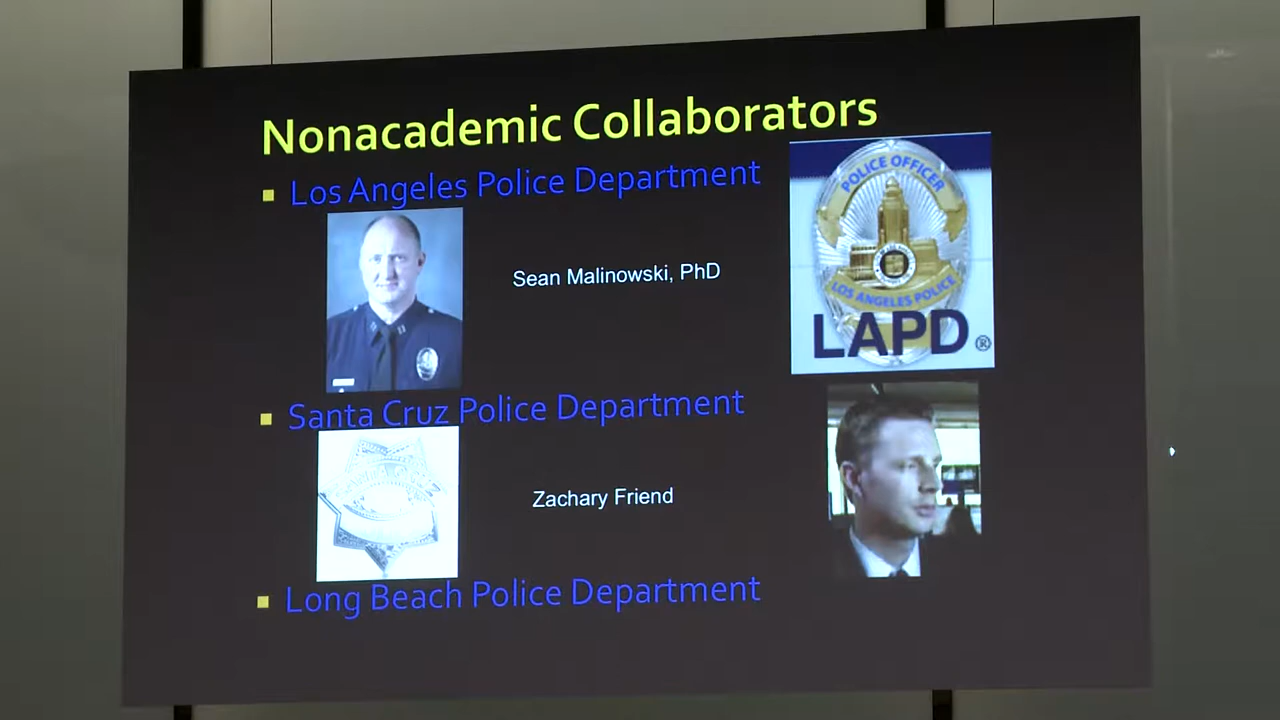 Nonacademic Collaborators
Los Angeles Police Department
Sean Malinowski, PhD
POLICE OFFICER
LOS ANGELES POLICE
LAPD ®
Santa Cruz Police Department
Zachary Friend
Long Beach Police Department